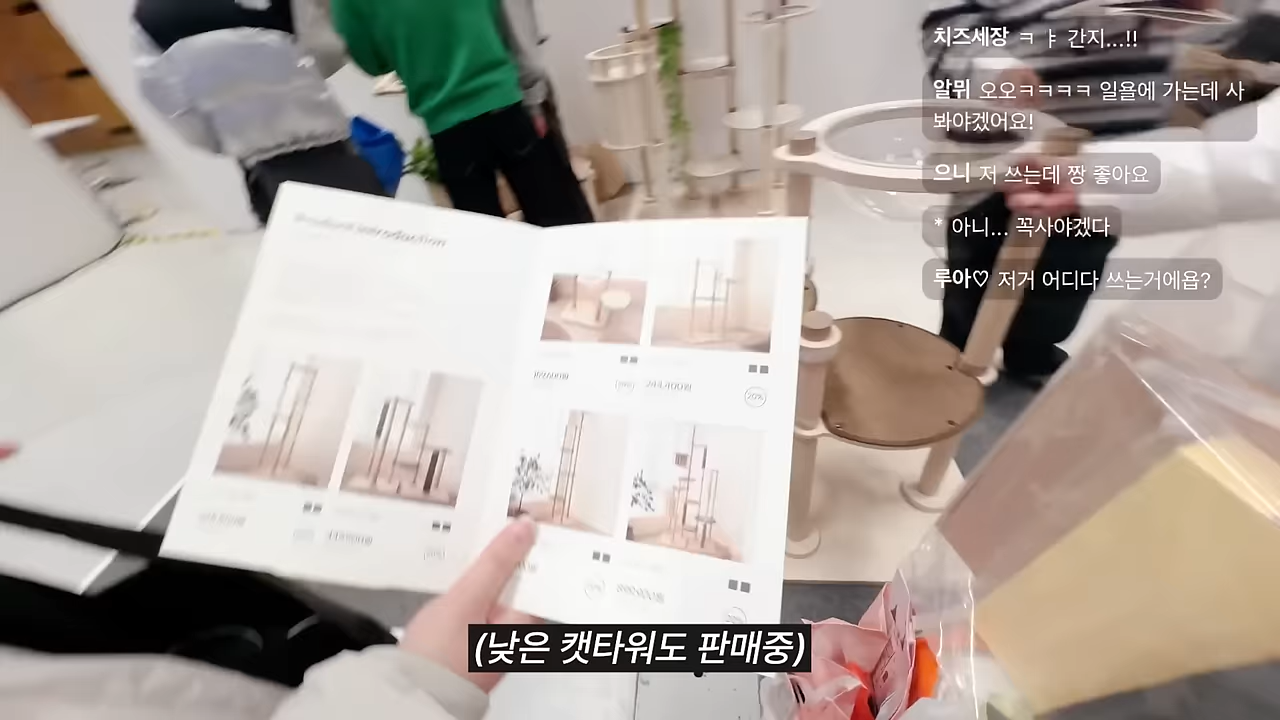 치즈세장 ㅋ ㅑ 간지...!!
알뮈 오오ㅋㅋㅋㅋ 일욜에 가는데 사
봐야겠어요!
으니 저 쓰는데 짱 좋아요
* 아니... 꼭사야겠다
루아♡ 저거 어디다 쓰는거에욥?
introduction
20%
(낮은 캣타워도 판매중)